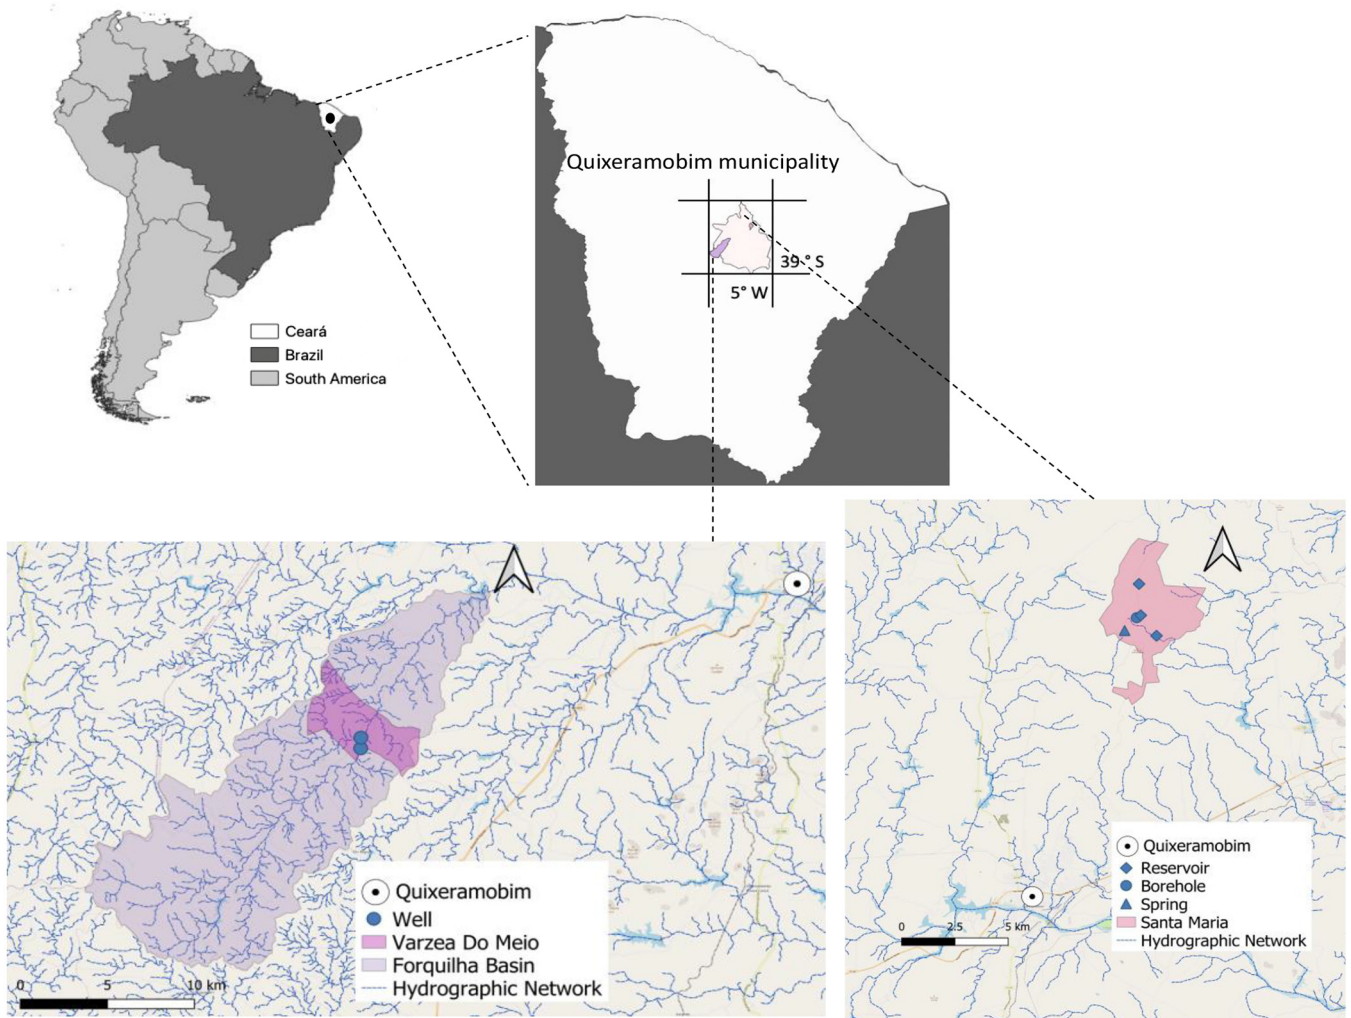 Ceará
Brazil
South America
Quixeramobim municipality
39 ° S
5° W
Quixeramobim
Well
Varzea Do Meio
Forquilha Basin
Hydrographic Network
0 5 10 km
Quixeramobim
Reservoir
Borehole
Spring
Santa Maria
Hydrographic Network
0 2.5 5 km